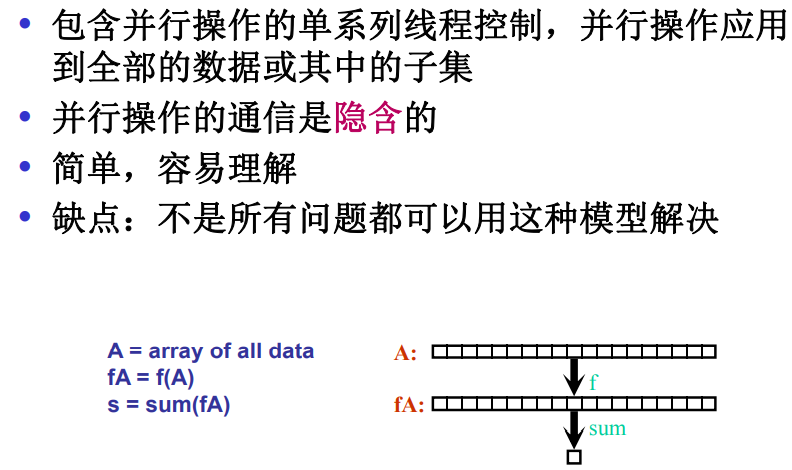 • 包含并行操作的单系列线程控制，并行操作应用
到全部的数据或其中的子集
• 并行操作的通信是隐含的
• 简单，容易理解
• 缺点：不是所有问题都可以用这种模型解决
A = array of all data
fA = f(A)
s = sum(fA)
A:
f
fA:
sum